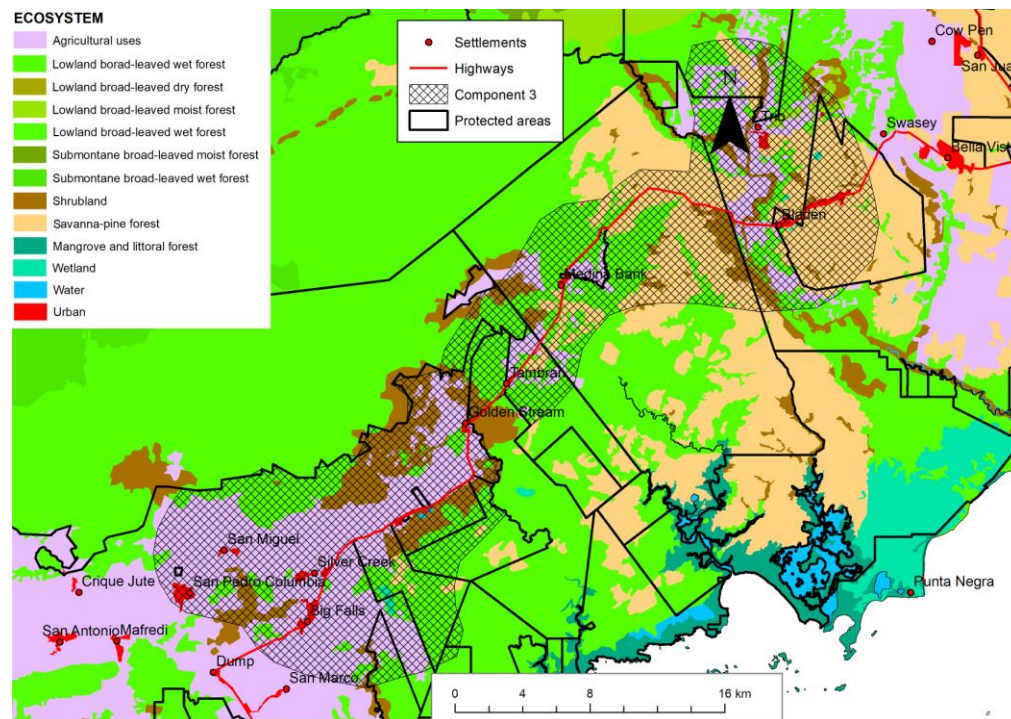 ECOSYSTEM
Agricultural uses
Lowland borad-leaved wet forest
Lowland broad-leaved dry forest
Lowland broad-leaved moist forest
Lowland broad-leaved wet forest
Submontane broad-leaved moist forest
Submontane broad-leaved wet forest
Shrubland
Savanna-pine forest
Mangrove and littoral forest
Wetland
Water
Urban
Settlements
Highways
Component 3
Protected areas
N
Cow Pen
San Jua
Trio
Swasey
Bella Vist
Bladen
Medina Bank
Tambran
Golden Stream
San Miguel
Silver Creek
Crique Jute
San Pedro Columbia
Punta Negra
Big Falls
San Antonio
Mafredi
Dump
San Marco
0 4 8 16 km